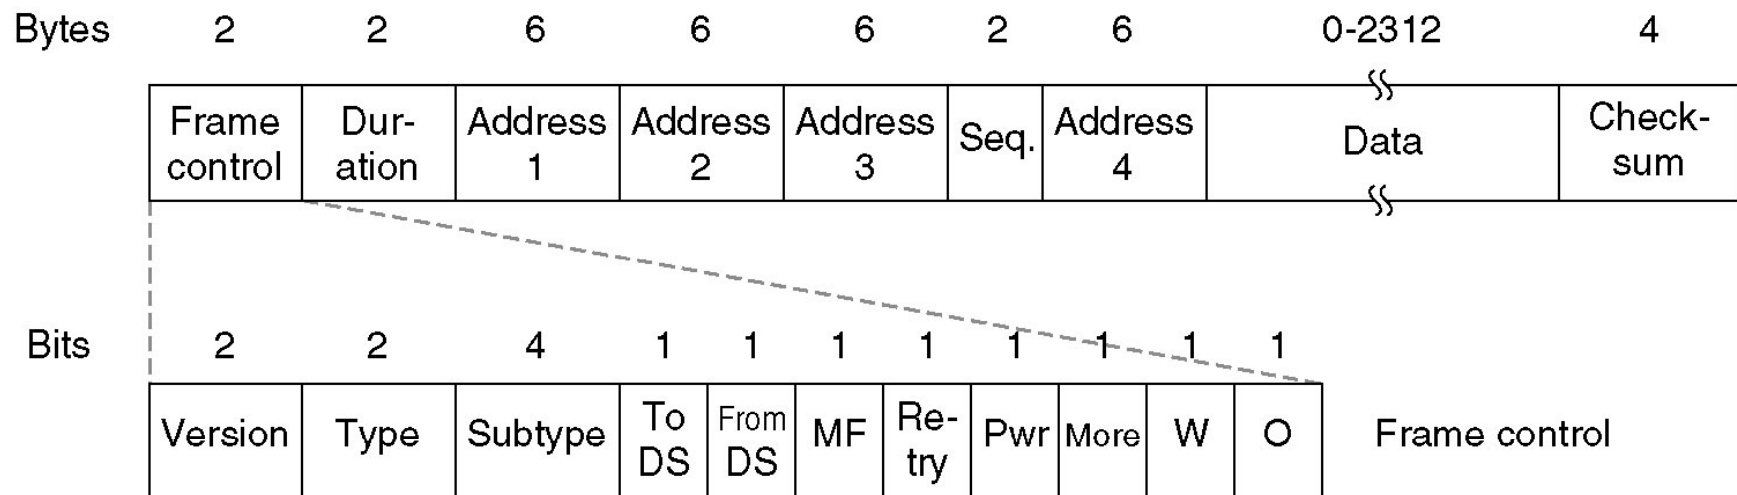 Bytes 2 2 6 6 6 2 6 0-2312 4
Frame control Dur-ation Address 1 Address 2 Address 3 Seq. Address 4 Data Check-sum
Bits 2 2 4 1 1 1 1 1 1 1 1
Version Type Subtype To DS From DS MF Re-try Pwr More W O Frame control